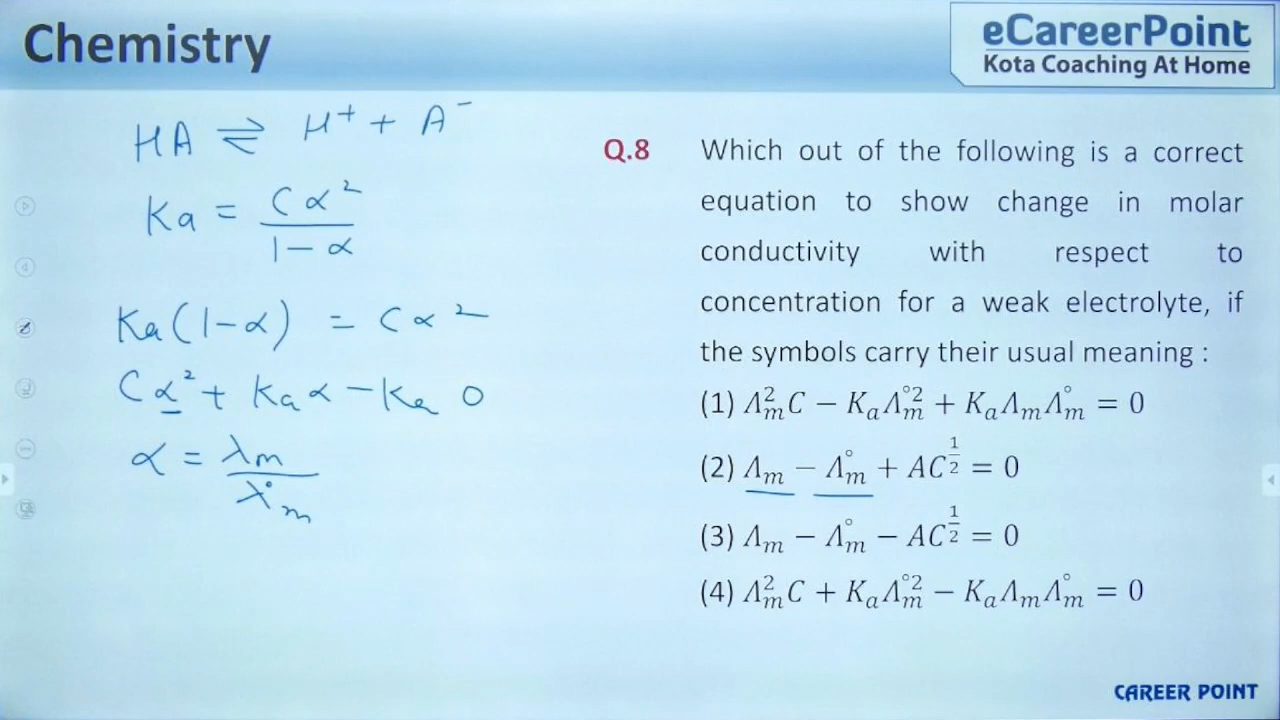 Chemistry
eCareerPoint
Kota Coaching At Home
HA ⇌ H⁺ + A⁻
Ka = Cα² / 1 − α
Ka(1−α) = Cα²
Cα² + Kaα − Ka 0
α = λm / λ°m
Q.8 Which out of the following is a correct
equation to show change in molar
conductivity with respect to
concentration for a weak electrolyte, if
the symbols carry their usual meaning :
(1) Λ²ₘC − KₐΛ°²ₘ + KₐΛₘΛ°ₘ = 0
(2) Λₘ − Λ°ₘ + AC^(1/2) = 0
(3) Λₘ − Λ°ₘ − AC^(1/2) = 0
(4) Λ²ₘC + KₐΛ°²ₘ − KₐΛₘΛ°ₘ = 0
CAREER POINT